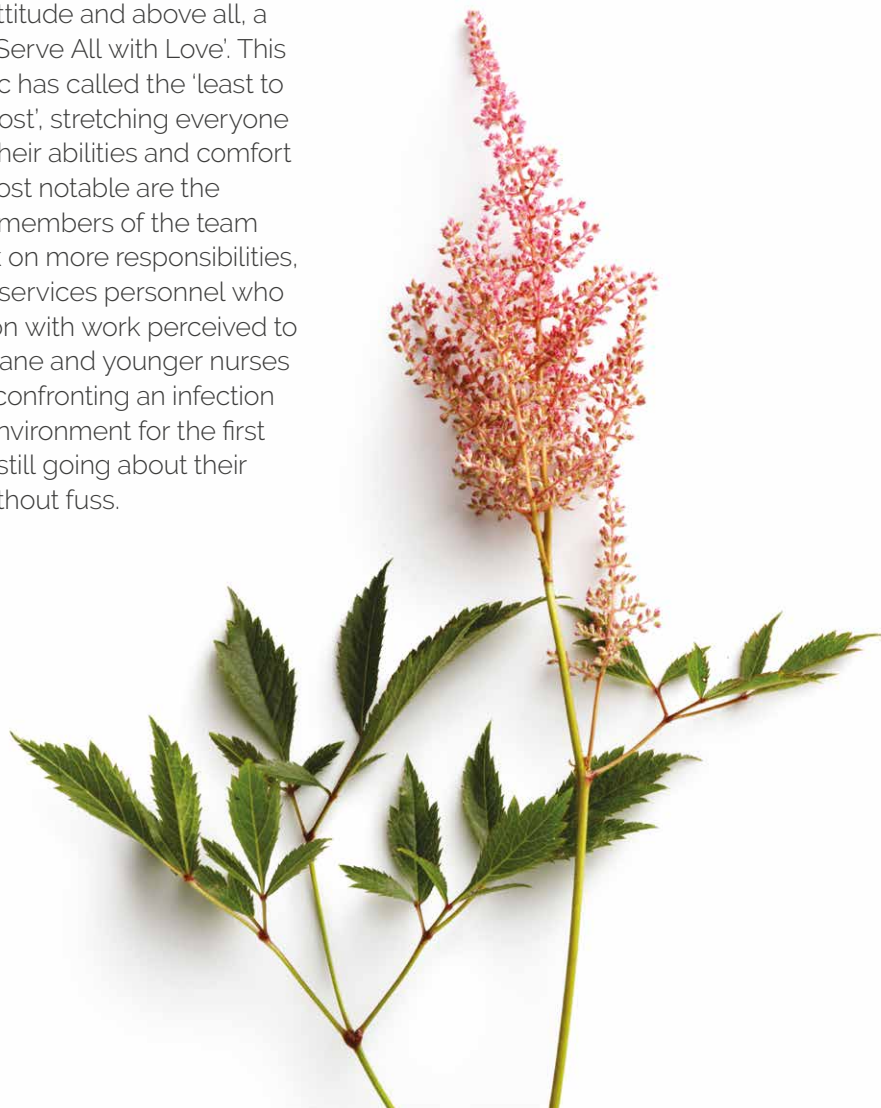 ttitude and above all, a
Serve All with Love’. This
c has called the ‘least to
ost’, stretching everyone
heir abilities and comfort
ost notable are the
members of the team
on more responsibilities,
services personnel who
on with work perceived to
ane and younger nurses
confronting an infection
nvironment for the first
still going about their
thout fuss.